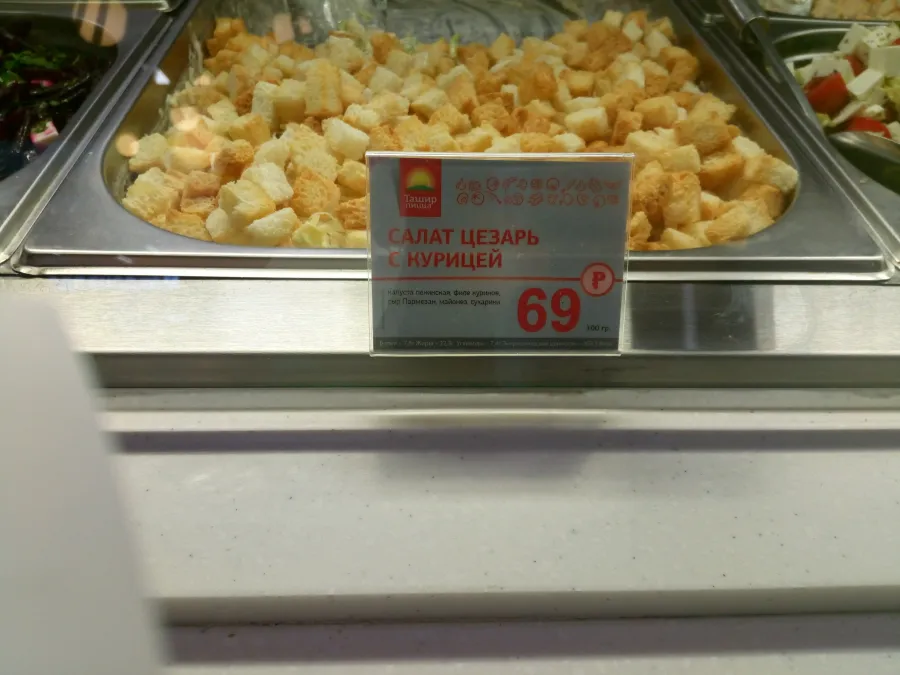 Ташир
пицца
САЛАТ ЦЕЗАРЬ
С КУРИЦЕЙ
₽
капуста пекинская, филе куриное,
сыр Пармезан, майонез, сухарики
69
100 гр.